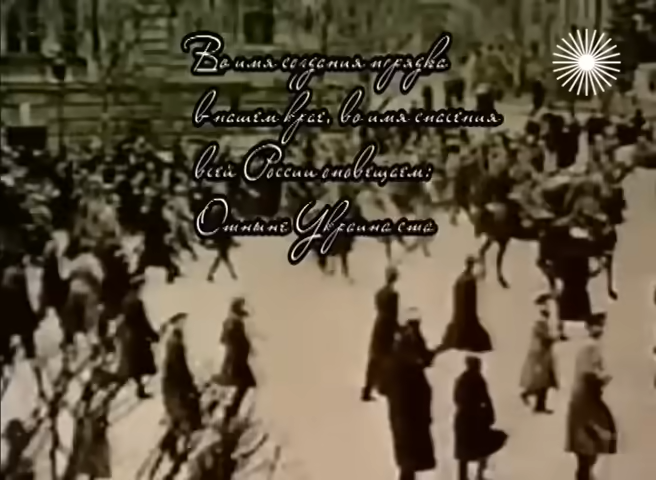 Во имя создания порядка
в нашем крае, во имя спасения
всей России оповещаем:
Отныне Украина ста